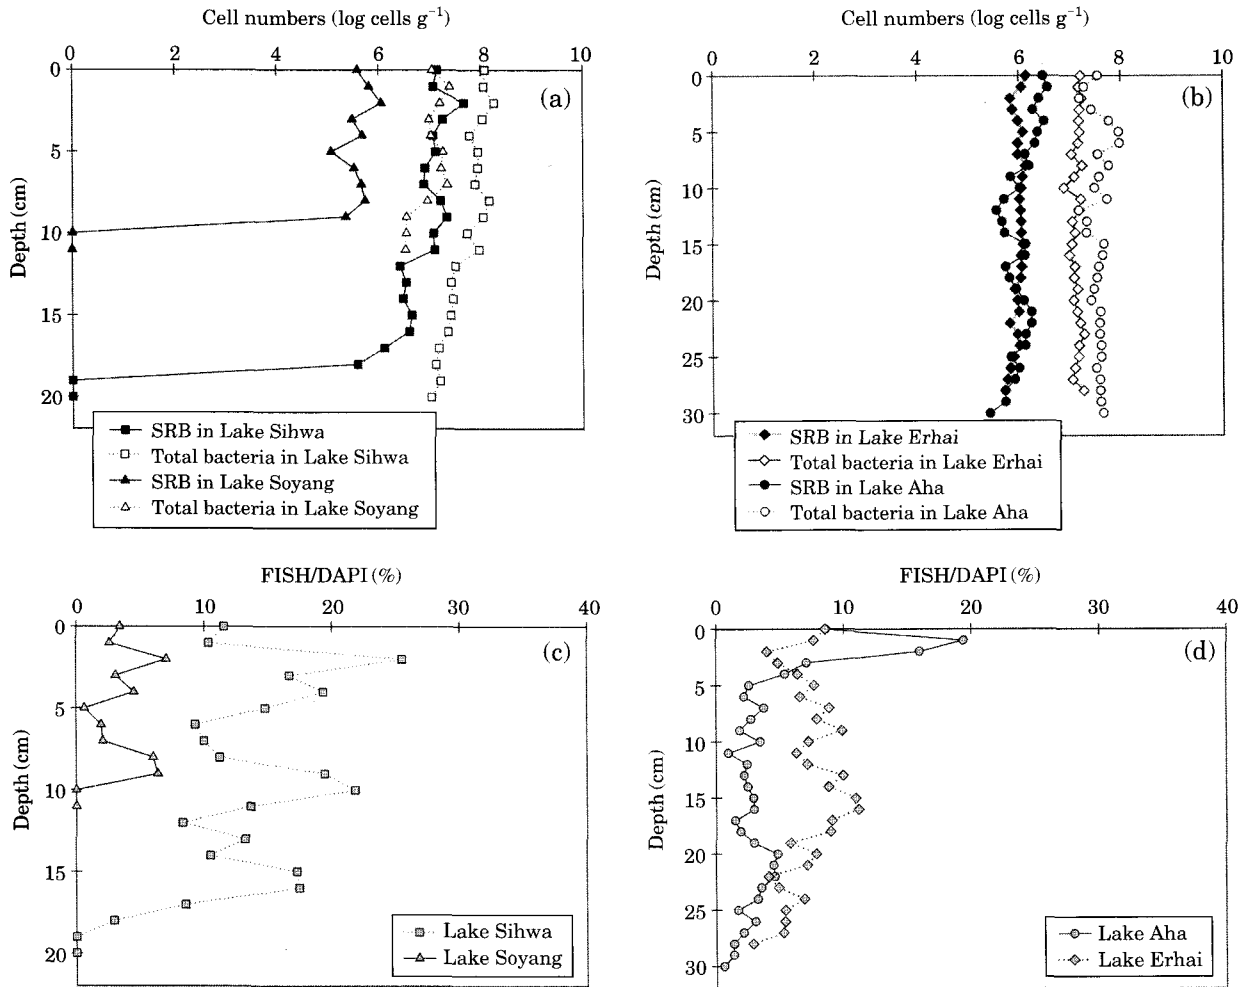 Cell numbers (log cells g⁻¹)
0 2 4 6 8 10
0
5
10
15
20
Depth (cm)
(a)
SRB in Lake Sihwa
Total bacteria in Lake Sihwa
SRB in Lake Soyang
Total bacteria in Lake Soyang
Cell numbers (log cells g⁻¹)
0 2 4 6 8 10
0
5
10
15
20
25
30
Depth (cm)
(b)
SRB in Lake Erhai
Total bacteria in Lake Erhai
SRB in Lake Aha
Total bacteria in Lake Aha
FISH/DAPI (%)
0 10 20 30 40
0
5
10
15
20
Depth (cm)
(c)
Lake Sihwa
Lake Soyang
FISH/DAPI (%)
0 10 20 30 40
0
5
10
15
20
25
30
Depth (cm)
(d)
Lake Aha
Lake Erhai